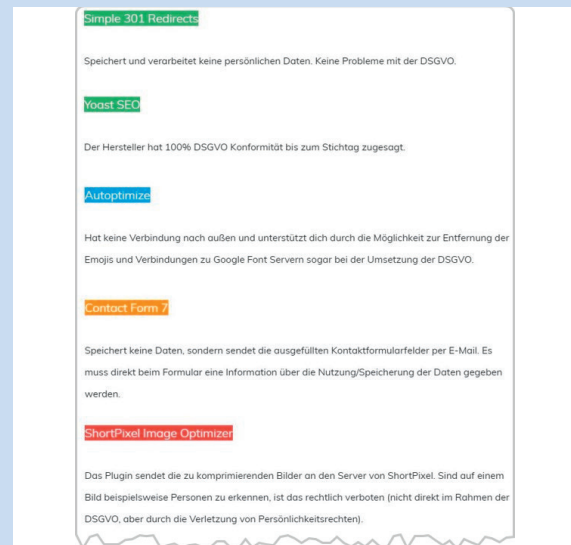 Simple 301 Redirects
Speichert und verarbeitet keine persönlichen Daten. Keine Probleme mit der DSGVO.
Yoast SEO
Der Hersteller hat 100% DSGVO Konformität bis zum Stichtag zugesagt.
Autoptimize
Hat keine Verbindung nach außen und unterstützt dich durch die Möglichkeit zur Entfernung der
Emojis und Verbindungen zu Google Font Servern sogar bei der Umsetzung der DSGVO.
Contact Form 7
Speichert keine Daten, sondern sendet die ausgefüllten Kontaktformularfelder per E-Mail. Es
muss direkt beim Formular eine Information über die Nutzung/Speicherung der Daten gegeben
werden.
ShortPixel Image Optimizer
Das Plugin sendet die zu komprimierenden Bilder an den Server von ShortPixel. Sind auf einem
Bild beispielsweise Personen zu erkennen, ist das rechtlich verboten (nicht direkt im Rahmen der
DSGVO, aber durch die Verletzung von Persönlichkeitsrechten).